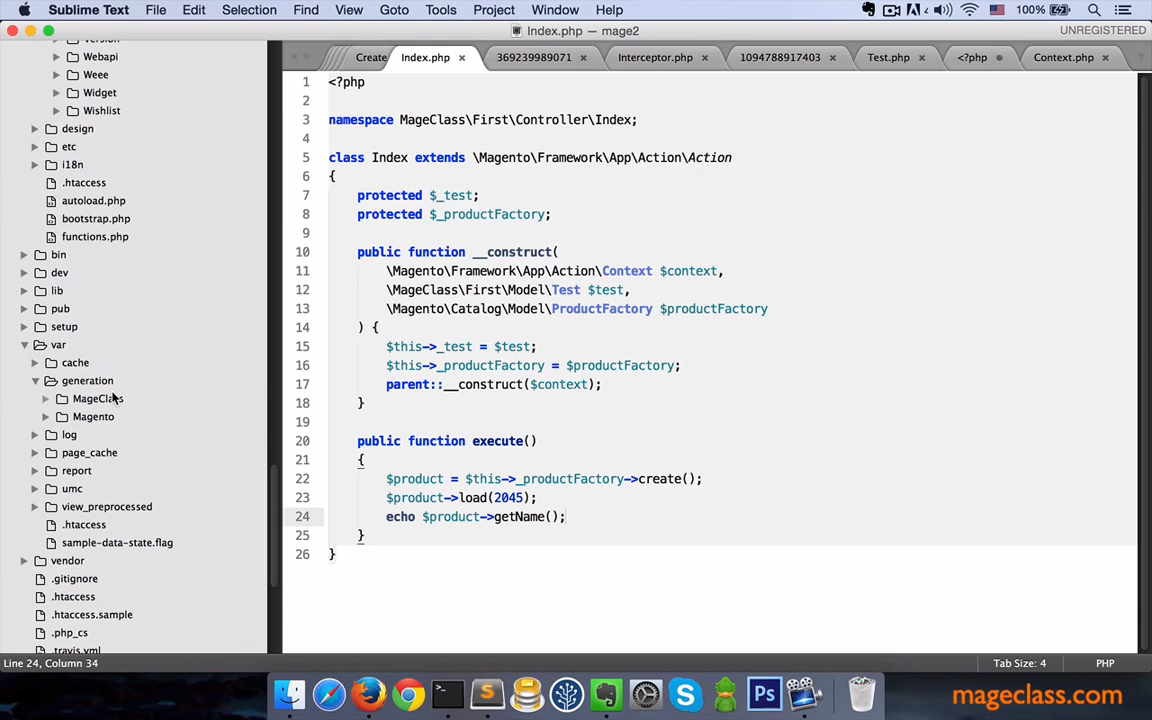 Sublime Text File Edit Selection Find View Goto Tools Project Window Help 100%
Index.php — mage2 UNREGISTERED
Create Index.php × 369239989071 × Interceptor.php × 1094788917403 × Test.php × <?php Context.php ×
Webapi
Weee
Widget
Wishlist
design
etc
i18n
.htaccess
autoload.php
bootstrap.php
functions.php
bin
dev
lib
pub
setup
var
cache
generation
MageClass
Magento
log
page_cache
report
umc
view_preprocessed
.htaccess
sample-data-state.flag
vendor
.gitignore
.htaccess
.htaccess.sample
.php_cs
.travis.yml
1 <?php
2
3 namespace MageClass\First\Controller\Index;
4
5 class Index extends \Magento\Framework\App\Action\Action
6 {
7 protected $_test;
8 protected $_productFactory;
9
10 public function __construct(
11 \Magento\Framework\App\Action\Context $context,
12 \MageClass\First\Model\Test $test,
13 \Magento\Catalog\Model\ProductFactory $productFactory
14 ) {
15 $this->_test = $test;
16 $this->_productFactory = $productFactory;
17 parent::__construct($context);
18 }
19
20 public function execute()
21 {
22 $product = $this->_productFactory->create();
23 $product->load(2045);
24 echo $product->getName();
25 }
26 }
Line 24, Column 34 Tab Size: 4 PHP
mageclass.com